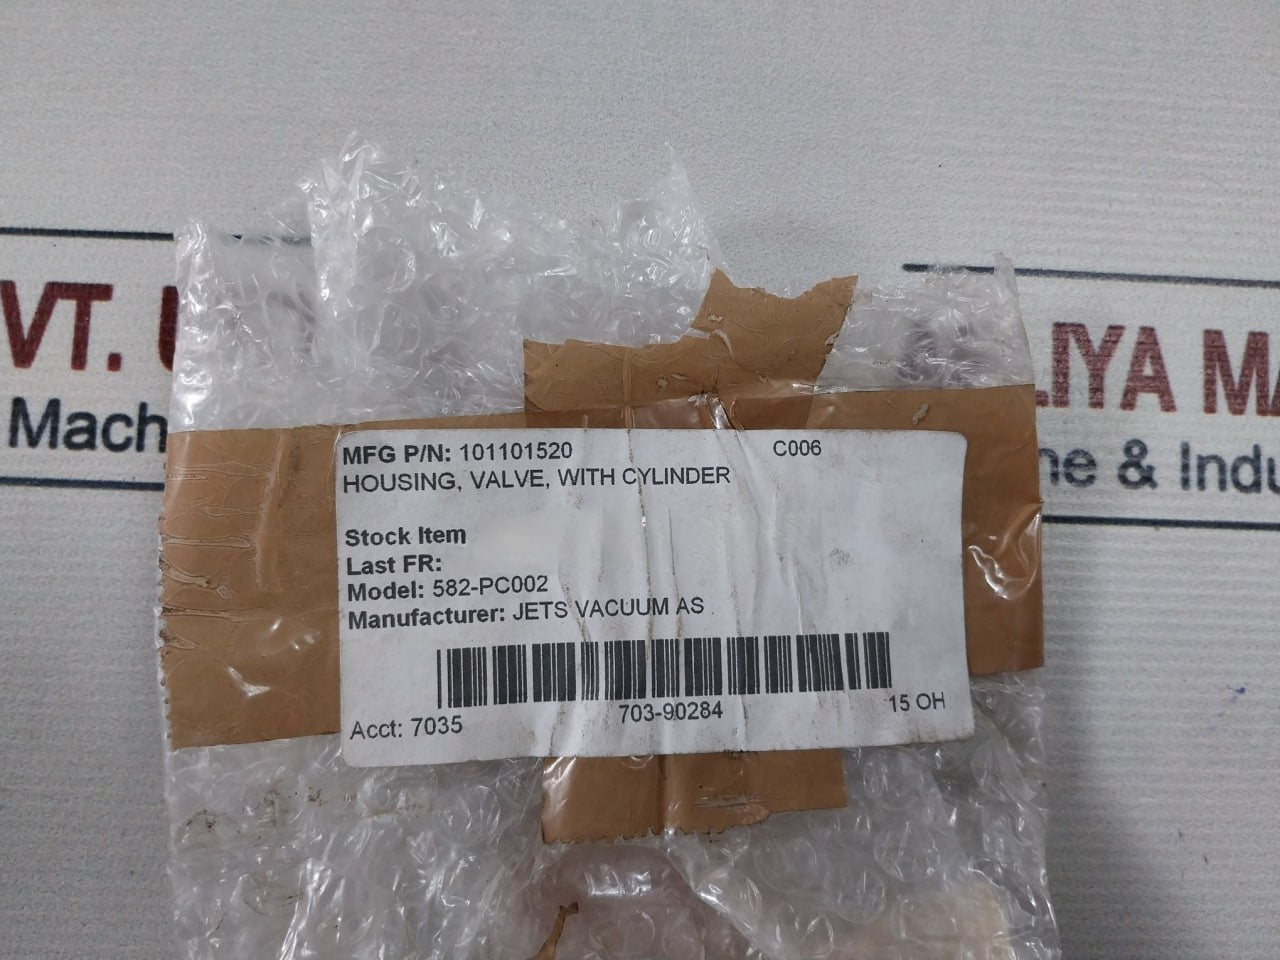 VT. U
LIYA MA
Mach
ne & Indu
MFG P/N: 101101520 C006
HOUSING, VALVE, WITH CYLINDER
Stock Item
Last FR:
Model: 582-PC002
Manufacturer: JETS VACUUM AS
703-90284 15 OH
Acct: 7035